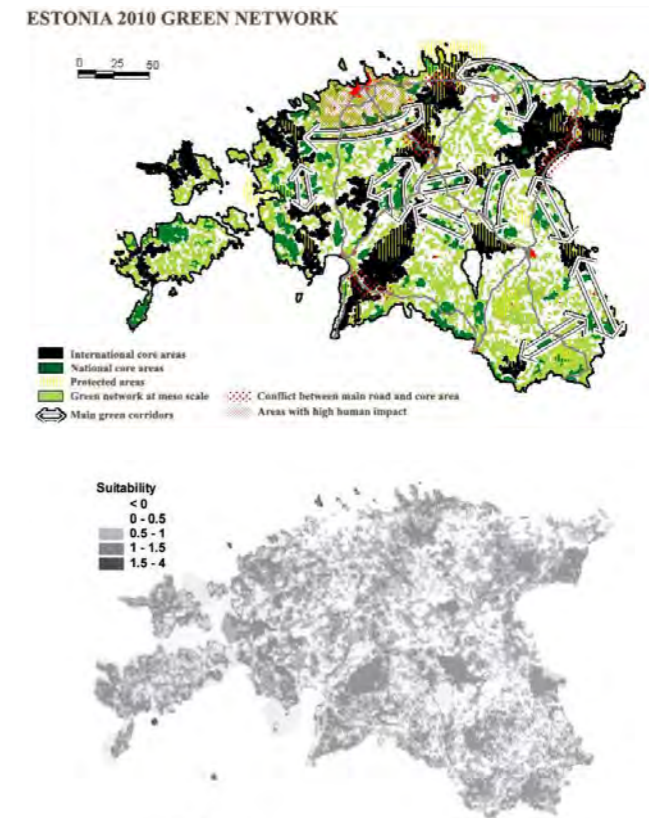 ESTONIA 2010 GREEN NETWORK
0 25 50
International core areas
National core areas
Protected areas
Green network at meso scale
Main green corridors
Conflict between main road and core area
Areas with high human impact
Suitability
< 0
0 - 0.5
0.5 - 1
1 - 1.5
1.5 - 4